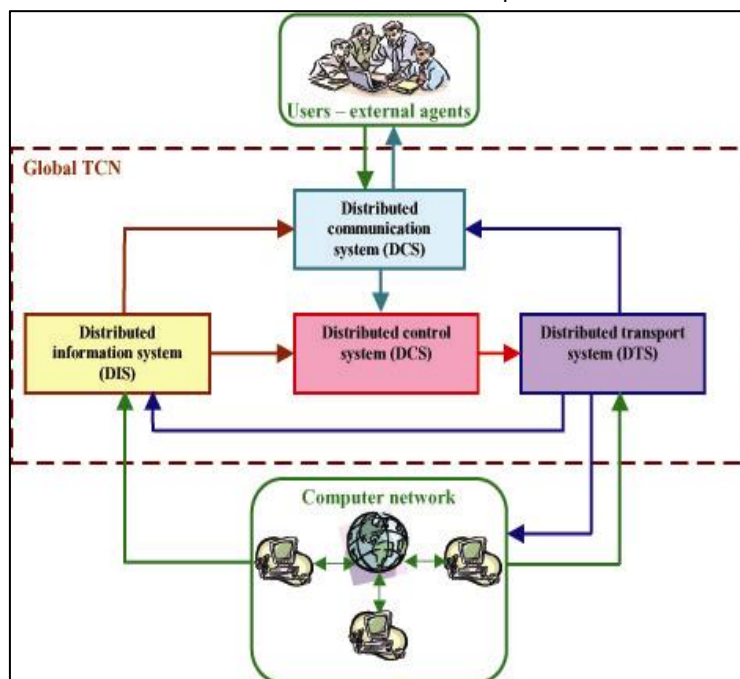 Users – external agents
Global TCN
Distributed
communication
system (DCS)
Distributed
information system
(DIS)
Distributed control
system (DCS)
Distributed transport
system (DTS)
Computer network